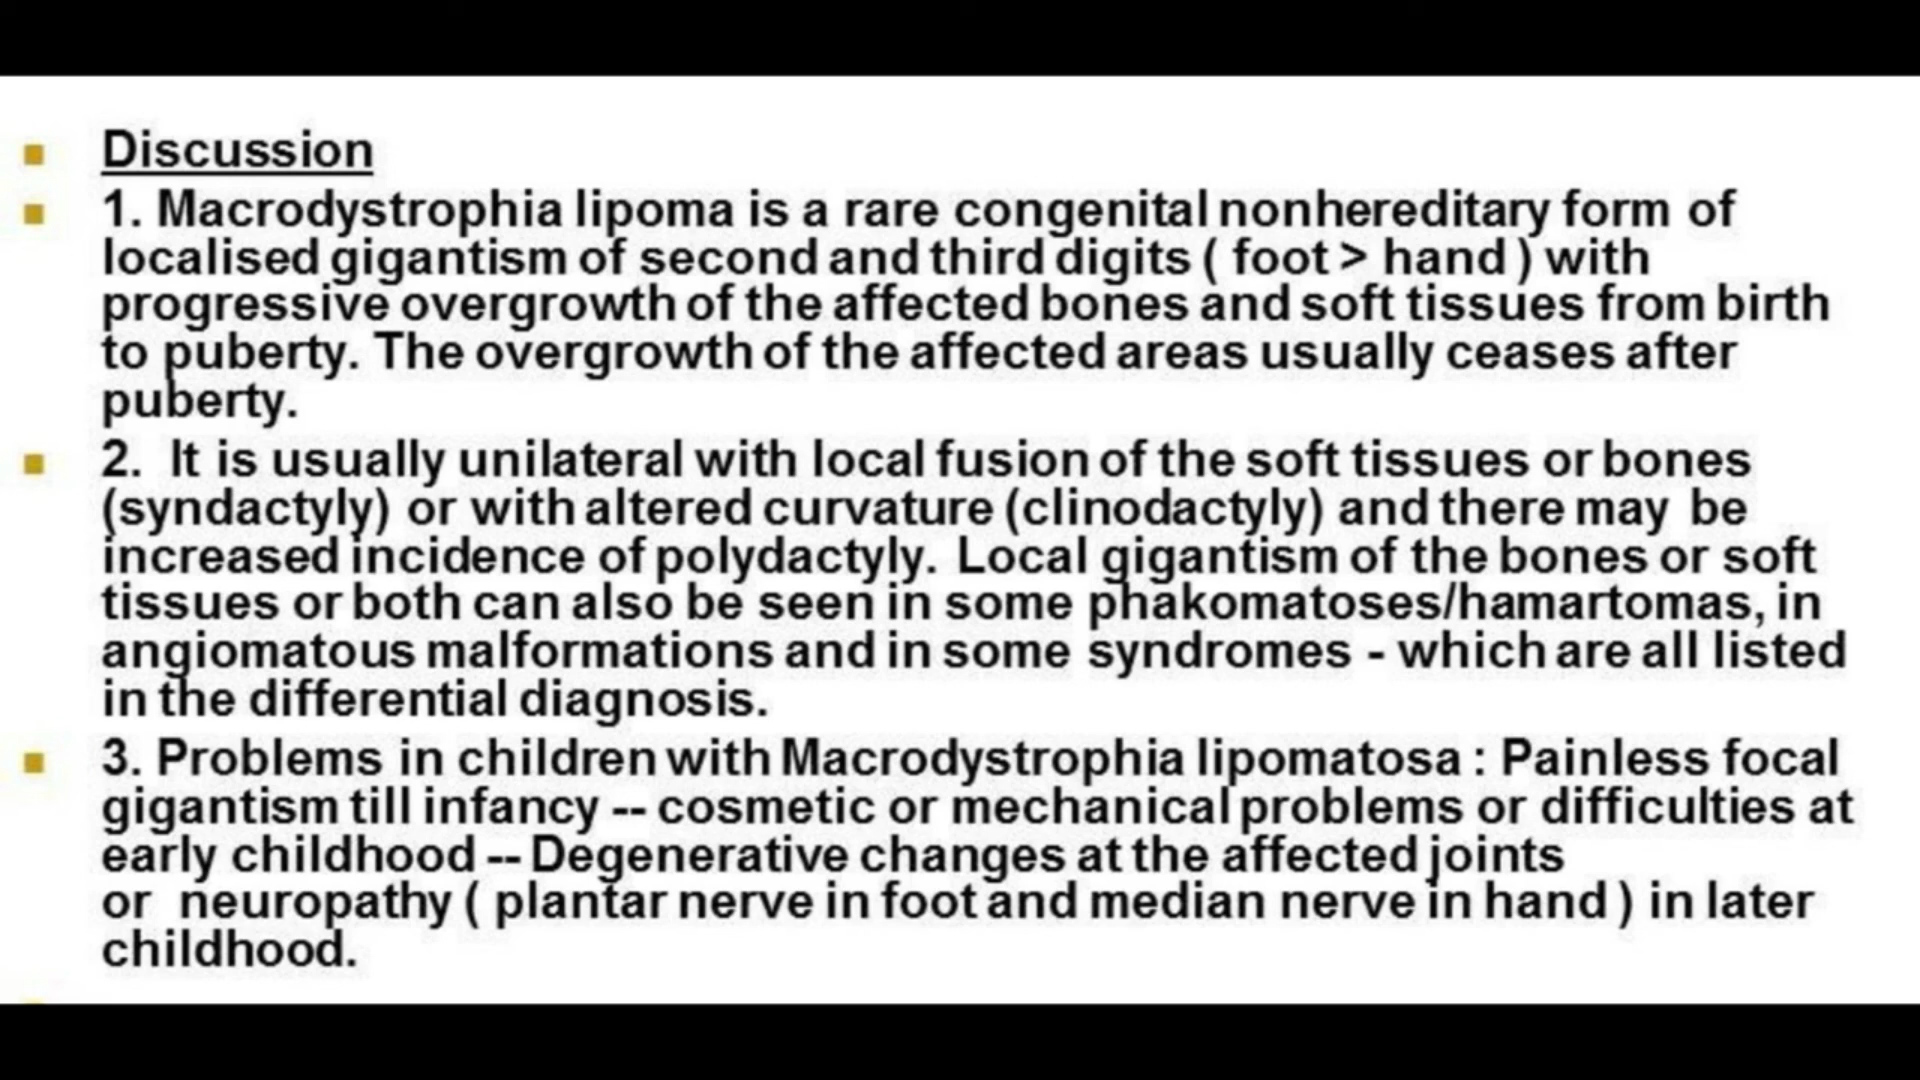 Discussion
1. Macrodystrophia lipoma is a rare congenital nonhereditary form of
localised gigantism of second and third digits ( foot > hand ) with
progressive overgrowth of the affected bones and soft tissues from birth
to puberty. The overgrowth of the affected areas usually ceases after
puberty.
2. It is usually unilateral with local fusion of the soft tissues or bones
(syndactyly) or with altered curvature (clinodactyly) and there may be
increased incidence of polydactyly. Local gigantism of the bones or soft
tissues or both can also be seen in some phakomatoses/hamartomas, in
angiomatous malformations and in some syndromes - which are all listed
in the differential diagnosis.
3. Problems in children with Macrodystrophia lipomatosa : Painless focal
gigantism till infancy -- cosmetic or mechanical problems or difficulties at
early childhood -- Degenerative changes at the affected joints
or neuropathy ( plantar nerve in foot and median nerve in hand ) in later
childhood.